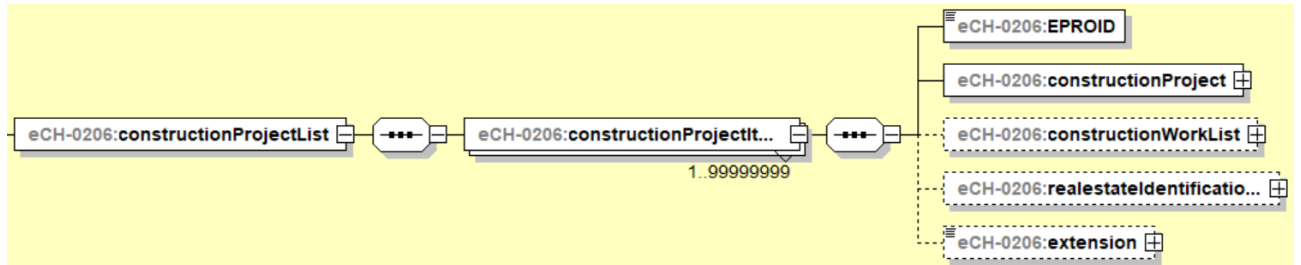 eCH-0206:EPROID
eCH-0206:constructionProject
eCH-0206:constructionProjectList
eCH-0206:constructionProjectIt...
eCH-0206:constructionWorkList
1..99999999
eCH-0206:realestateIdentificatio...
eCH-0206:extension